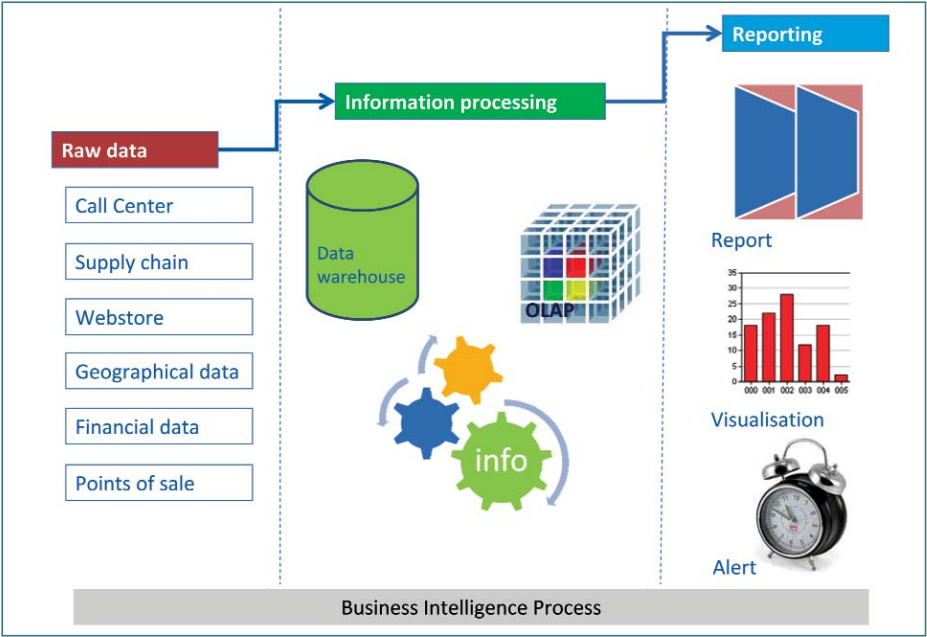 Reporting
Information processing
Raw data
Call Center
Supply chain
Webstore
Geographical data
Financial data
Points of sale
Data
warehouse
OLAP
info
Report
35
30
25
20
15
10
5
0
000 001 002 003 004 005
Visualisation
Alert
Business Intelligence Process